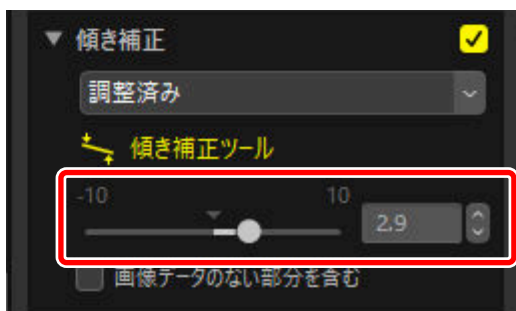 傾き補正
調整済み
傾き補正ツール
-10 10
2.9
画像データのない部分を含む